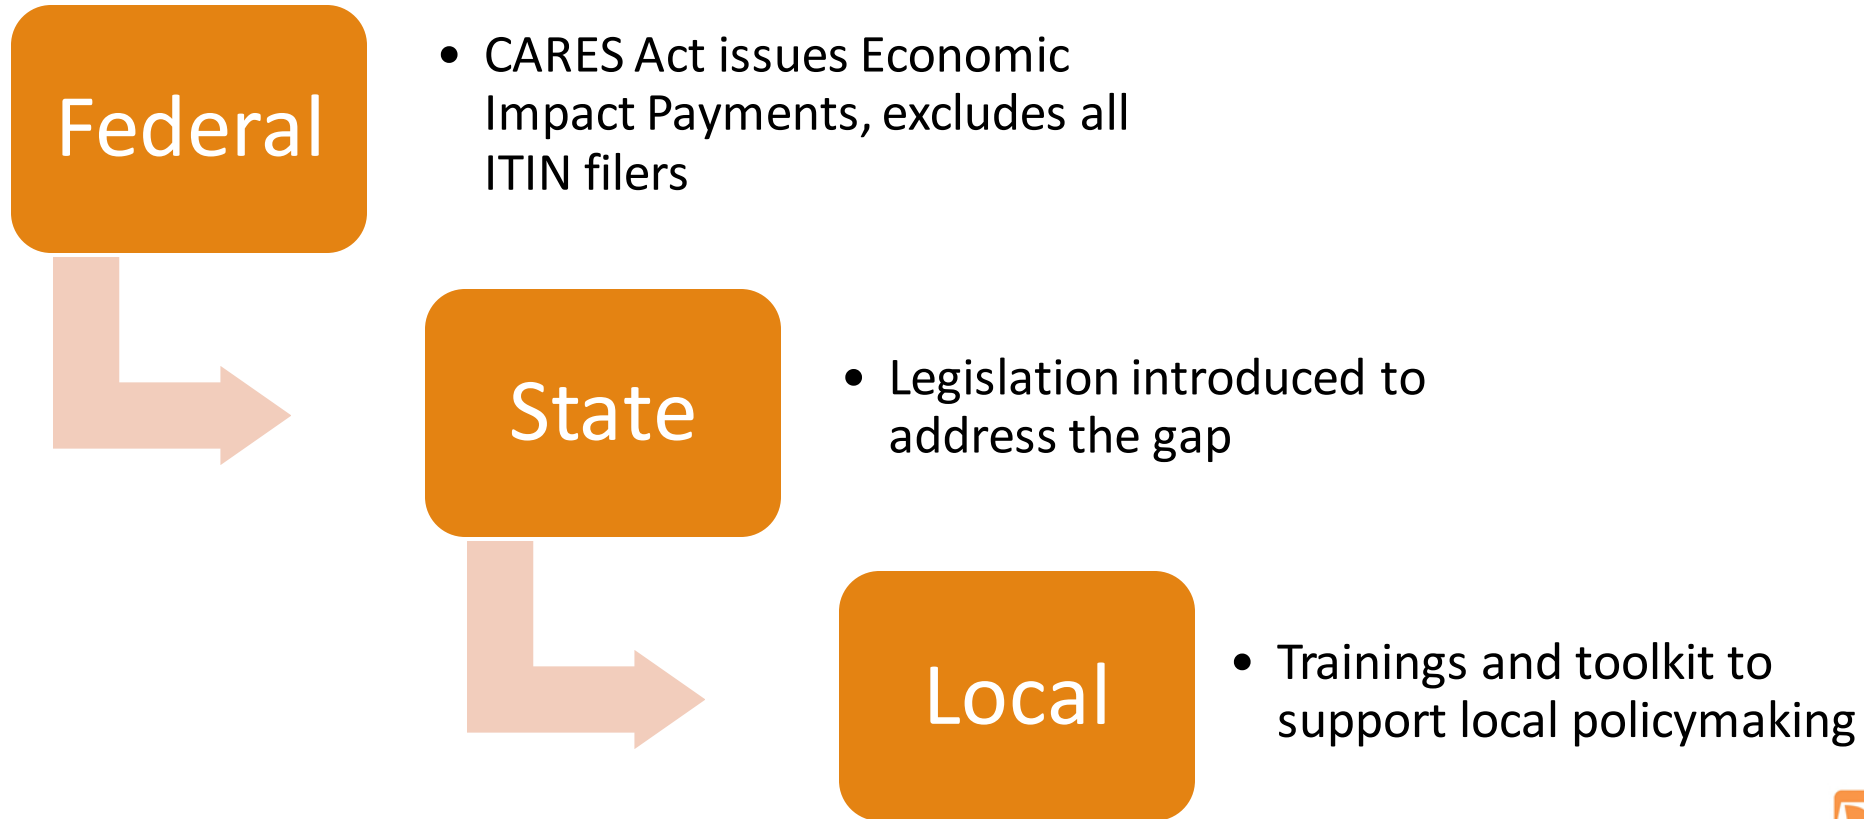 Federal
• CARES Act issues Economic
Impact Payments, excludes all
ITIN filers
State
• Legislation introduced to
address the gap
Local
• Trainings and toolkit to
support local policymaking